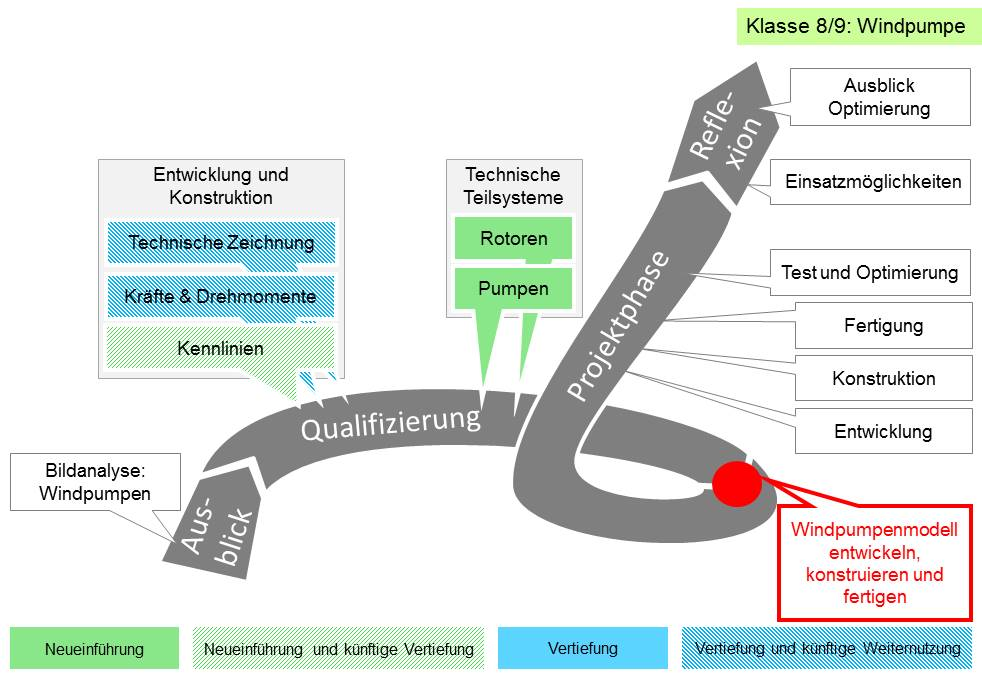 Klasse 8/9: Windpumpe
Ausblick
Optimierung
Refle-
xion
Einsatzmöglichkeiten
Entwicklung und
Konstruktion
Technische Zeichnung
Kräfte & Drehmomente
Kennlinien
Technische
Teilsysteme
Rotoren
Pumpen
Projektphase
Test und Optimierung
Fertigung
Konstruktion
Entwicklung
Qualifizierung
Bildanalyse:
Windpumpen
Aus-
blick
Windpumpenmodell
entwickeln,
konstruieren und
fertigen
Neueinführung
Neueinführung und künftige Vertiefung
Vertiefung
Vertiefung und künftige Weiternutzung